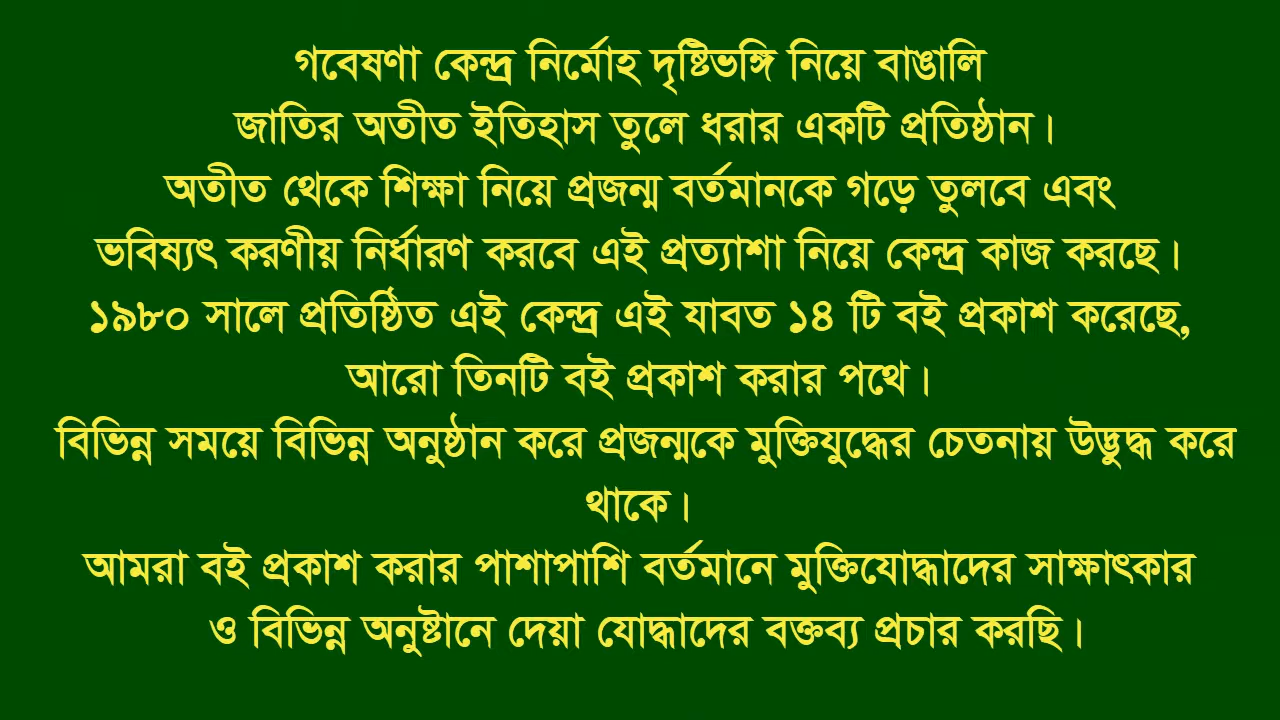 গবেষণা কেন্দ্র নির্মোহ দৃষ্টিভঙ্গি নিয়ে বাঙালি
জাতির অতীত ইতিহাস তুলে ধরার একটি প্রতিষ্ঠান।
অতীত থেকে শিক্ষা নিয়ে প্রজন্ম বর্তমানকে গড়ে তুলবে এবং
ভবিষ্যৎ করণীয় নির্ধারণ করবে এই প্রত্যাশা নিয়ে কেন্দ্র কাজ করছে।
১৯৮০ সালে প্রতিষ্ঠিত এই কেন্দ্র এই যাবত ১৪ টি বই প্রকাশ করেছে,
আরো তিনটি বই প্রকাশ করার পথে।
বিভিন্ন সময়ে বিভিন্ন অনুষ্ঠান করে প্রজন্মকে মুক্তিযুদ্ধের চেতনায় উদ্ভুদ্ধ করে
থাকে।
আমরা বই প্রকাশ করার পাশাপাশি বর্তমানে মুক্তিযোদ্ধাদের সাক্ষাৎকার
ও বিভিন্ন অনুষ্টানে দেয়া যোদ্ধাদের বক্তব্য প্রচার করছি।